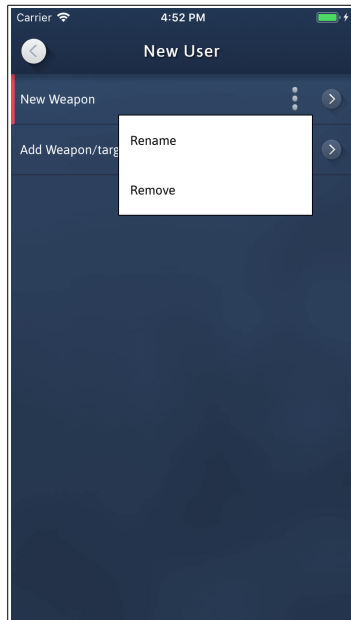 Carrier 4:52 PM
New User
New Weapon
Rename
Add Weapon/targ
Remove